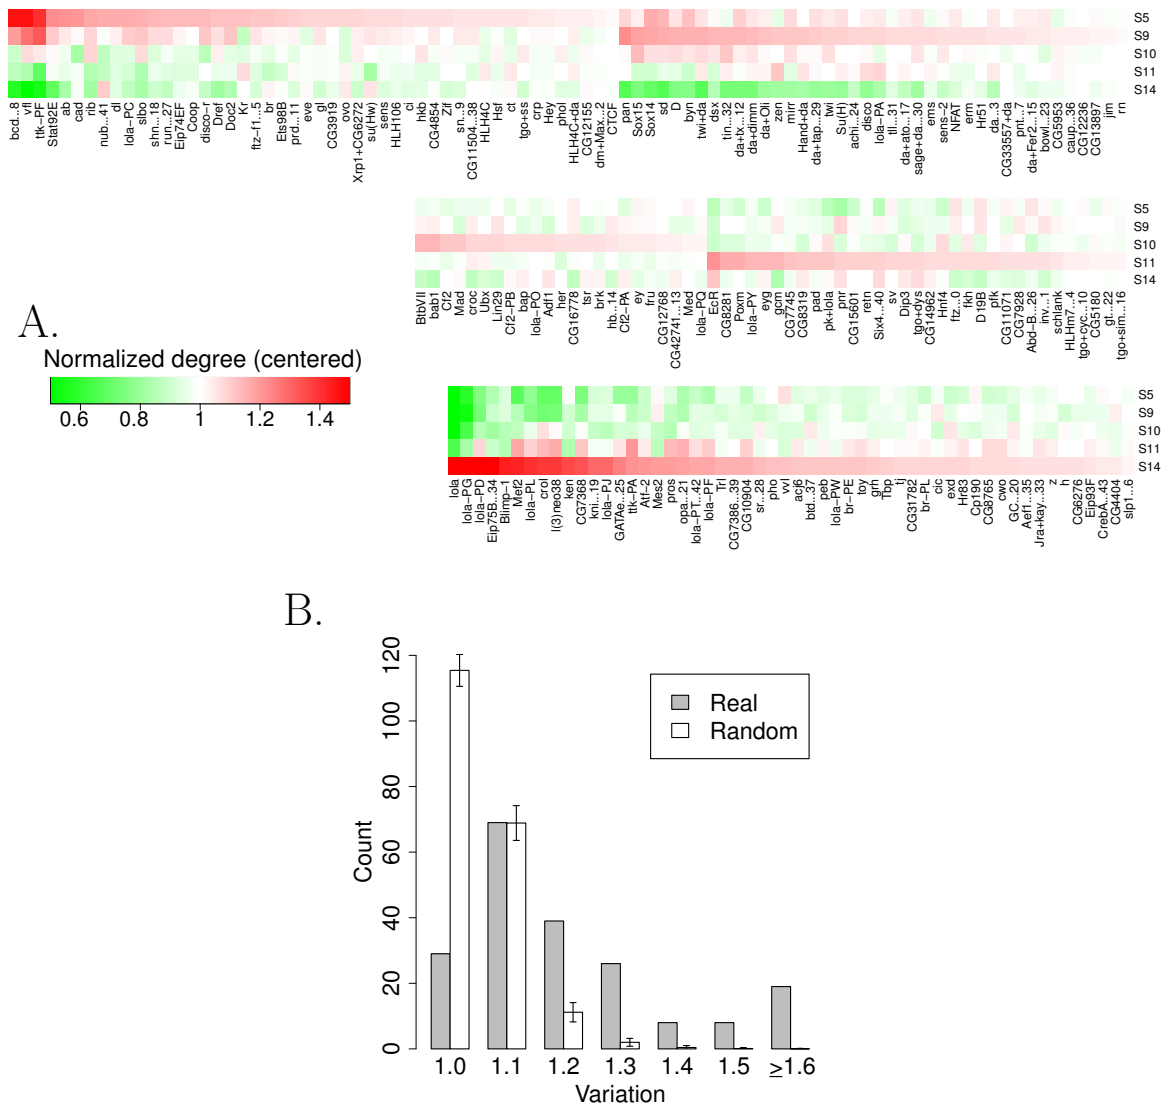 S5
S9
S10
S11
S14
bcd...8 vfl ttk−PF Stat92E ab cad rib nub...41 dl lola−PC slbo shn...18 run...27 Eip74EF Coop disco−r Dref Doc2 Kr ftz−f1...5 br Ets98B prd...11 eve gl CG3919 ovo Xrp1+CG6272 su(Hw) sens HLH106 ci hkb CG4854 Zif sn...9 CG11504...38 HLH4C Hsf ct tgo+ss crp Hey phol HLH4C+da CG12155 dm+Max...2 CTCF pan Sox15 Sox14 sd D byn twi+da dsx tin...32 da+tx...12 da+dimm da+Oli zen mirr Hand+da da+tap...29 twi Su(H) achi...24 disco lola−PA tll...31 da+ato...17 sage+da...30 ems sens−2 NFAT erm Hr51 da...3 CG33557+da pnt...7 da+Fer2...15 bowl...23 CG5953 caup...36 CG12236 CG13897 jim rn
S5
S9
S10
S11
S14
BtbVII bab1 Cf2 Mad croc Ubx Lin29 Cf2−PB bap lola−PO Adf1 her CG16778 tsr brk hb...14 Cf2−PA ey fru CG12768 CG42741...13 Med lola−PQ EcR CG8281 Poxm lola−PY eyg gcm CG7745 CG8319 pad pk+lola pnr CG15601 retn Six4...40 sv Dip3 tgo+dys CG14962 Hnf4 ftz...0 fkh D19B pfk CG11071 CG7928 Abd−B...26 inv...1 schlank HLHm7...4 tgo+cyc...10 CG5180 gt...22 tgo+sim...16
A.
Normalized degree (centered)
0.6 0.8 1 1.2 1.4
S5
S9
S10
S11
S14
lola lola−PG lola−PD Eip75B...34 Blimp−1 Mef2 lola−PL crol l(3)neo38 ken CG7368 kni...19 lola−PJ GATAe...25 ttk−PA Atf−2 Mes2 pros opa...21 lola−PT...42 lola−PF Trl CG7386...39 CG10904 sr...28 pho vvl acj6 btd...37 peb lola−PW br−PE toy grh Tbp tj CG31782 br−PL cic exd Hr83 Cp190 CG8765 cwo GC...20 Aef1...35 Jra+kay...33 z h CG6276 Eip93F CrebA...43 CG4404 slp1...6
B.
Real
Random
Count
0 20 40 60 80 100 120
1.0 1.1 1.2 1.3 1.4 1.5 ≥1.6
Variation